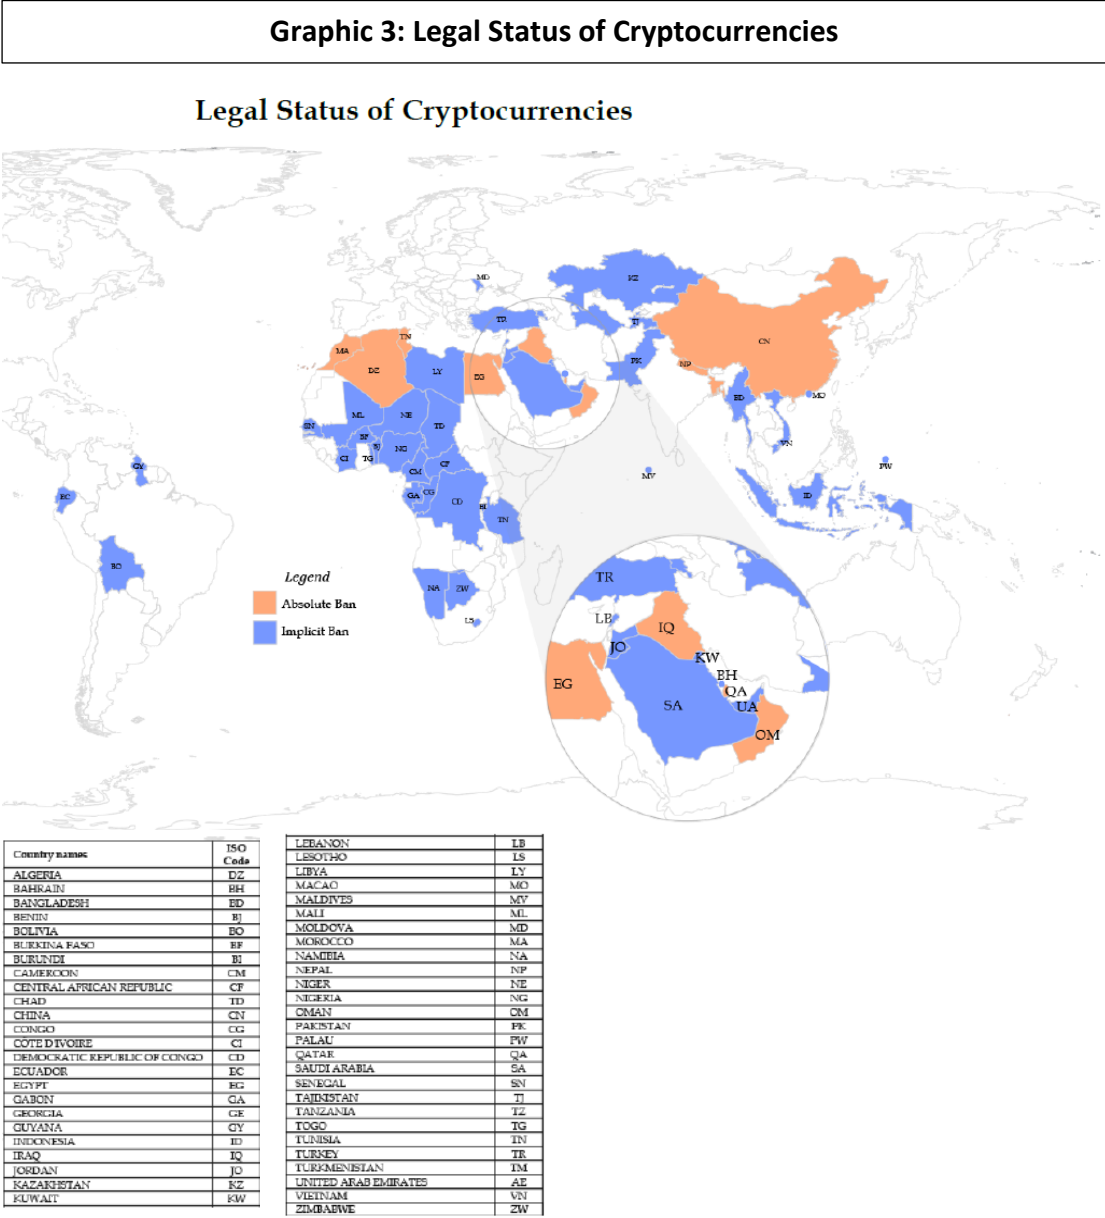 Graphic 3: Legal Status of Cryptocurrencies
Legal Status of Cryptocurrencies
MD
KZ
TR
TJ
MA
TN
DZ
LY
EG
PK
CN
NP
BD
MO
VN
SN
ML
NE
TD
BF
BJ
NG
CI
TG
CM
CF
GA
CG
CD
BI
TN
MV
PW
ID
GY
EC
BO
NA
ZW
LS
Legend
Absolute Ban
Implicit Ban
TR
LB
IQ
JO
KW
BH
QA
EG
SA
UA
OM
Country names ISO Code
ALGERIA DZ
BAHRAIN BH
BANGLADESH BD
BENIN BJ
BOLIVIA BO
BURKINA FASO BF
BURUNDI BI
CAMEROON CM
CENTRAL AFRICAN REPUBLIC CF
CHAD TD
CHINA CN
CONGO CG
CÔTE D'IVOIRE CI
DEMOCRATIC REPUBLIC OF CONGO CD
ECUADOR EC
EGYPT EG
GABON GA
GEORGIA GE
GUYANA GY
INDONESIA ID
IRAQ IQ
JORDAN JO
KAZAKHSTAN KZ
KUWAIT KW
LEBANON LB
LESOTHO LS
LIBYA LY
MACAO MO
MALDIVES MV
MALI ML
MOLDOVA MD
MOROCCO MA
NAMIBIA NA
NEPAL NP
NIGER NE
NIGERIA NG
OMAN OM
PAKISTAN PK
PALAU PW
QATAR QA
SAUDI ARABIA SA
SENEGAL SN
TAJIKISTAN TJ
TANZANIA TZ
TOGO TG
TUNISIA TN
TURKEY TR
TURKMENISTAN TM
UNITED ARAB EMIRATES AE
VIETNAM VN
ZIMBABWE ZW